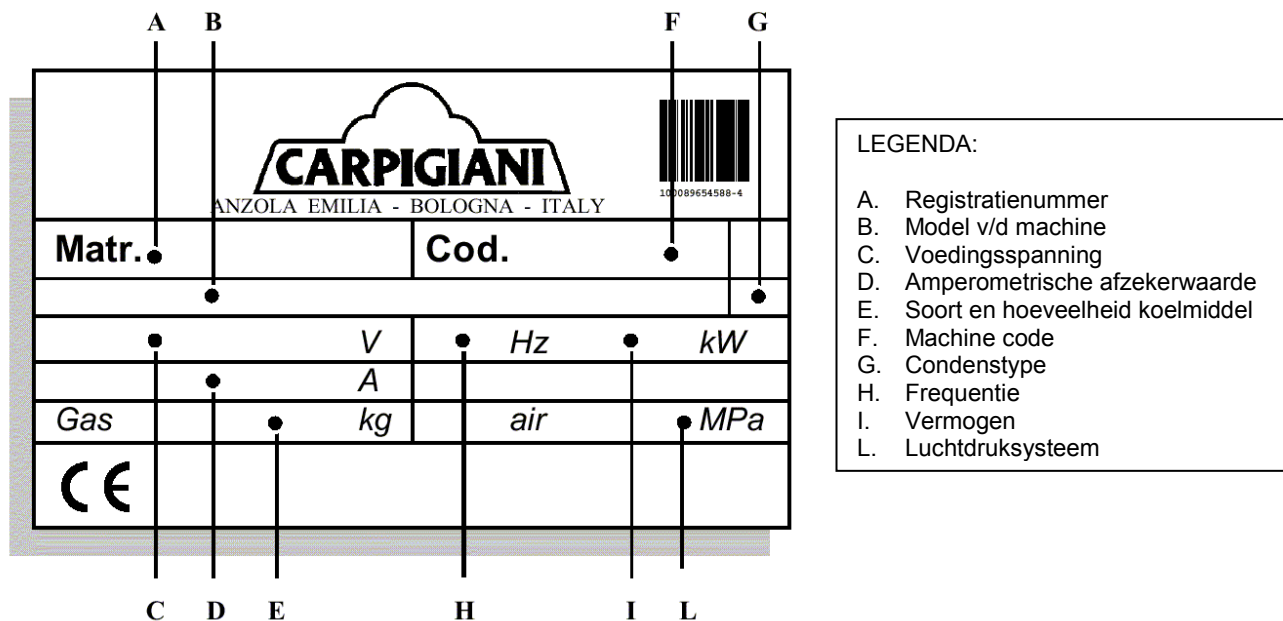 A B F G
CARPIGIANI
100089654588-4
ANZOLA EMILIA - BOLOGNA - ITALY
Matr. Cod.
V Hz kW
A
Gas kg air MPa
CE
C D E H I L
LEGENDA:
A. Registratienummer
B. Model v/d machine
C. Voedingsspanning
D. Amperometrische afzekerwaarde
E. Soort en hoeveelheid koelmiddel
F. Machine code
G. Condenstype
H. Frequentie
I. Vermogen
L. Luchtdruksysteem